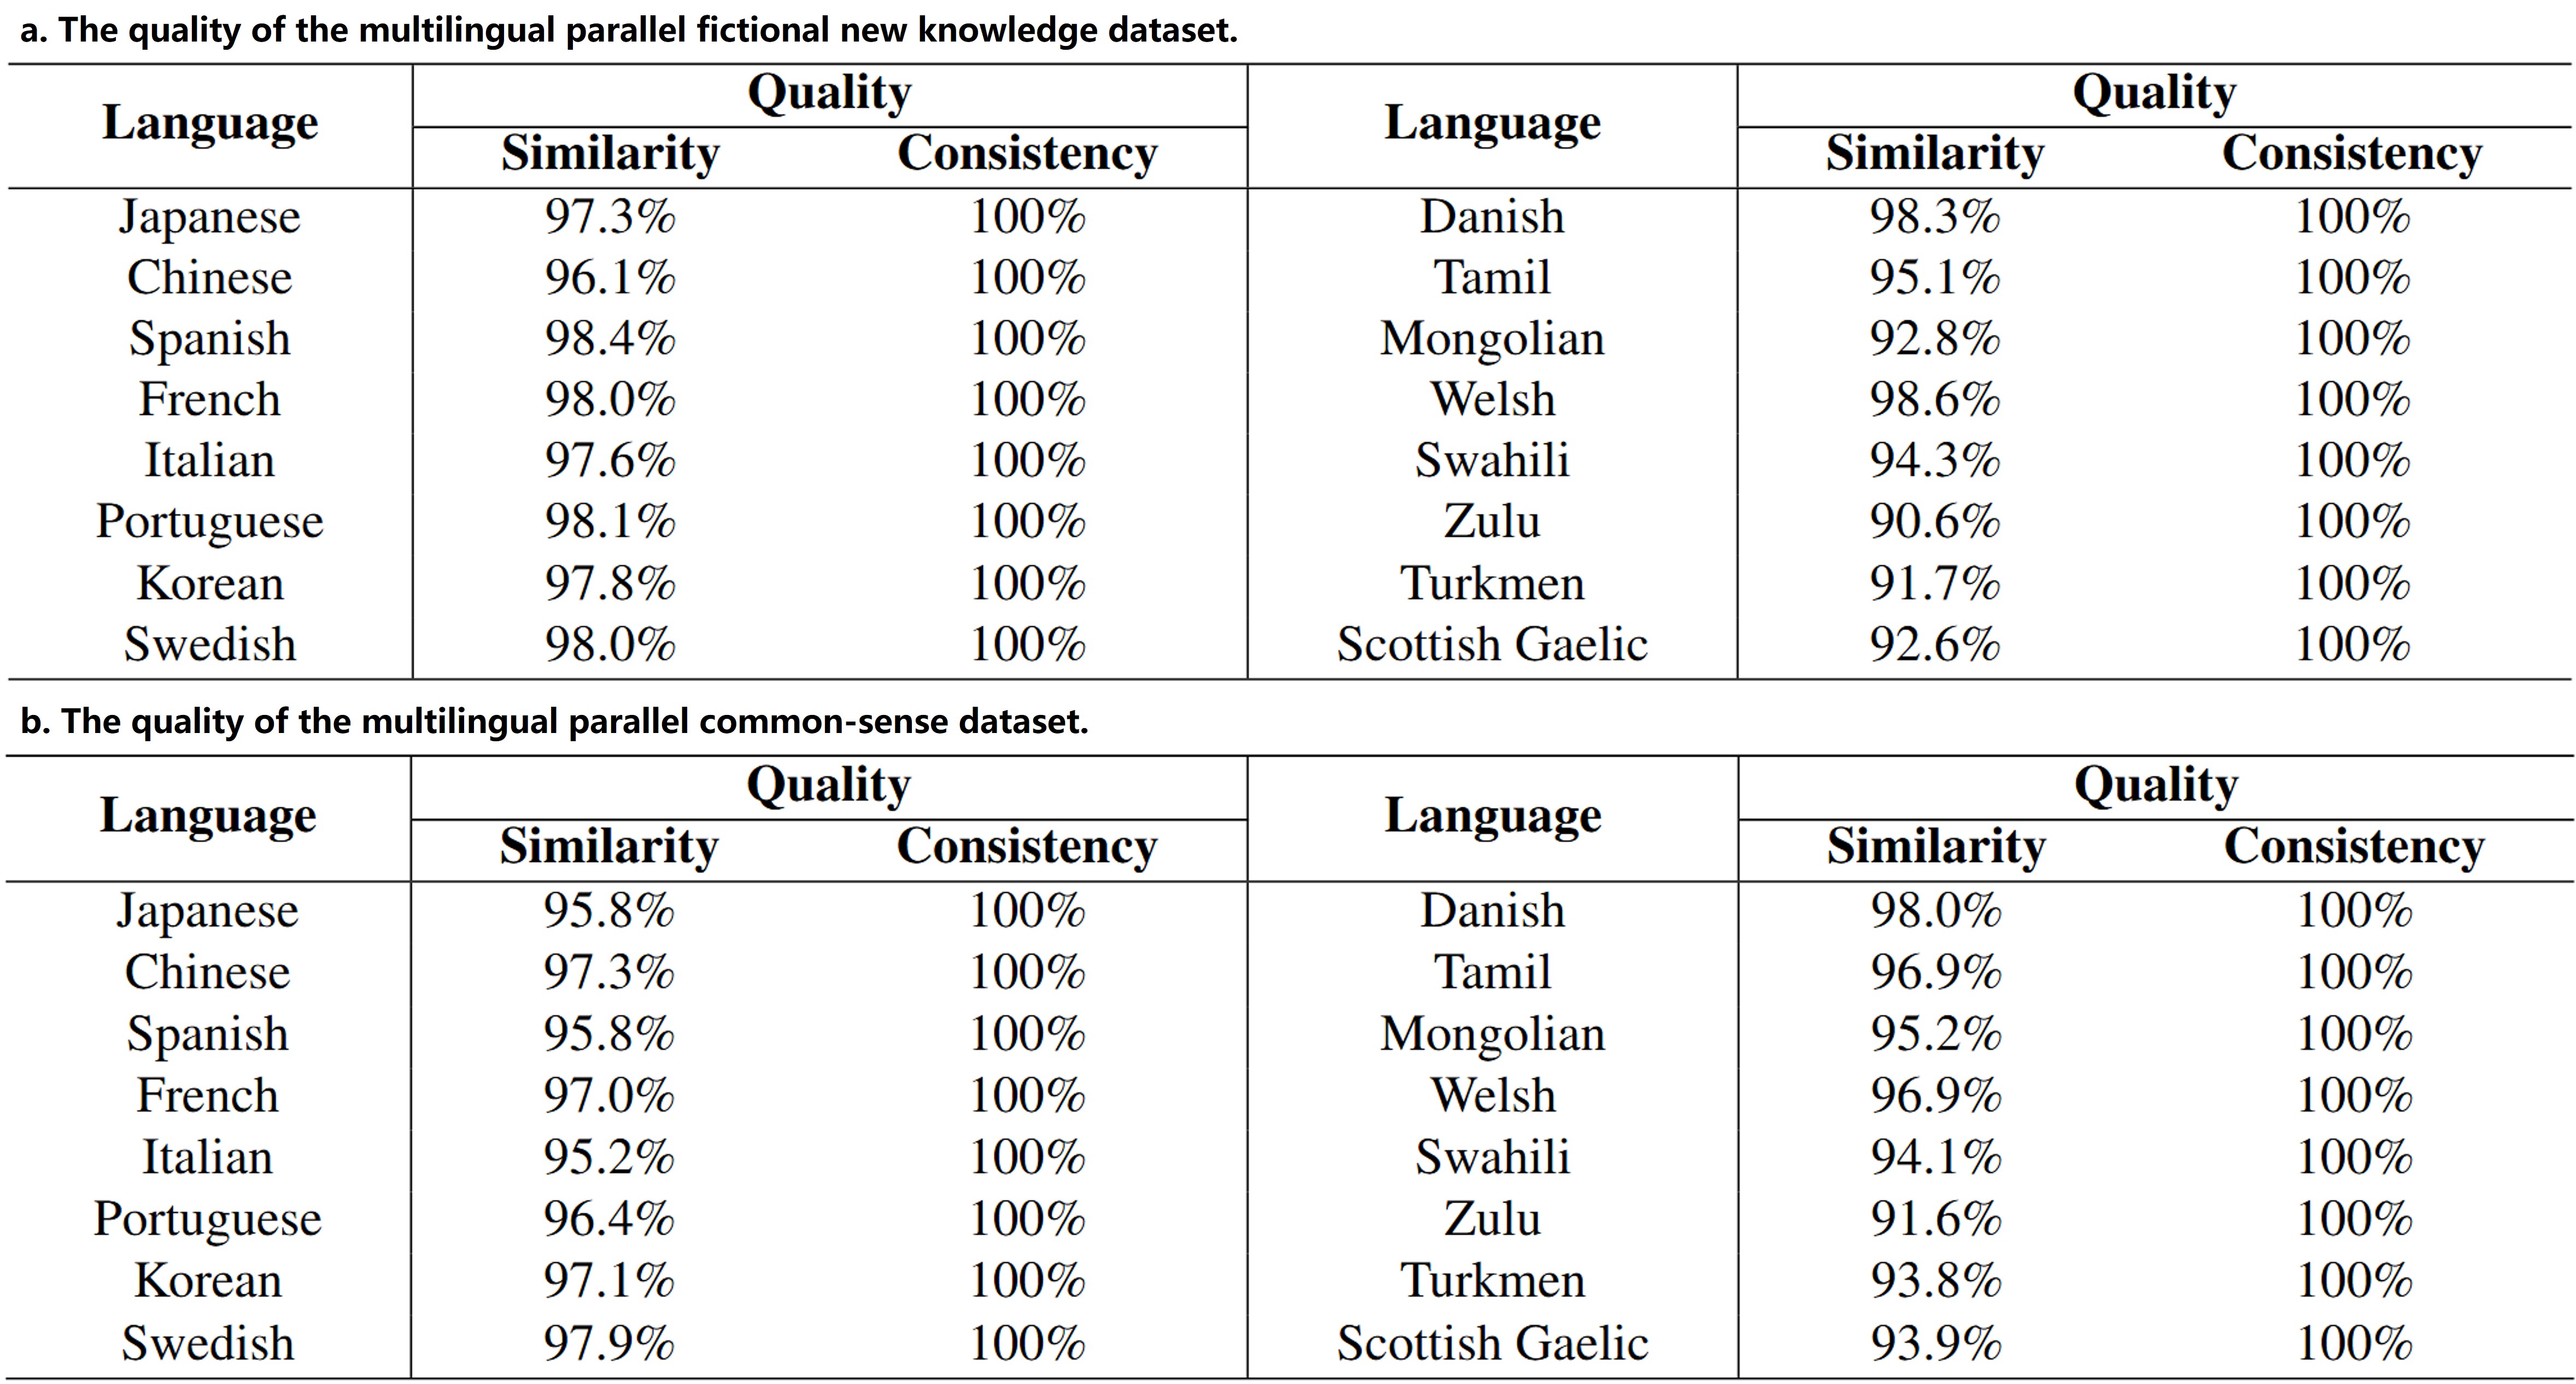 a. The quality of the multilingual parallel fictional new knowledge dataset.
Language Quality Language Quality
Similarity Consistency Similarity Consistency
Japanese 97.3% 100% Danish 98.3% 100%
Chinese 96.1% 100% Tamil 95.1% 100%
Spanish 98.4% 100% Mongolian 92.8% 100%
French 98.0% 100% Welsh 98.6% 100%
Italian 97.6% 100% Swahili 94.3% 100%
Portuguese 98.1% 100% Zulu 90.6% 100%
Korean 97.8% 100% Turkmen 91.7% 100%
Swedish 98.0% 100% Scottish Gaelic 92.6% 100%
b. The quality of the multilingual parallel common-sense dataset.
Language Quality Language Quality
Similarity Consistency Similarity Consistency
Japanese 95.8% 100% Danish 98.0% 100%
Chinese 97.3% 100% Tamil 96.9% 100%
Spanish 95.8% 100% Mongolian 95.2% 100%
French 97.0% 100% Welsh 96.9% 100%
Italian 95.2% 100% Swahili 94.1% 100%
Portuguese 96.4% 100% Zulu 91.6% 100%
Korean 97.1% 100% Turkmen 93.8% 100%
Swedish 97.9% 100% Scottish Gaelic 93.9% 100%